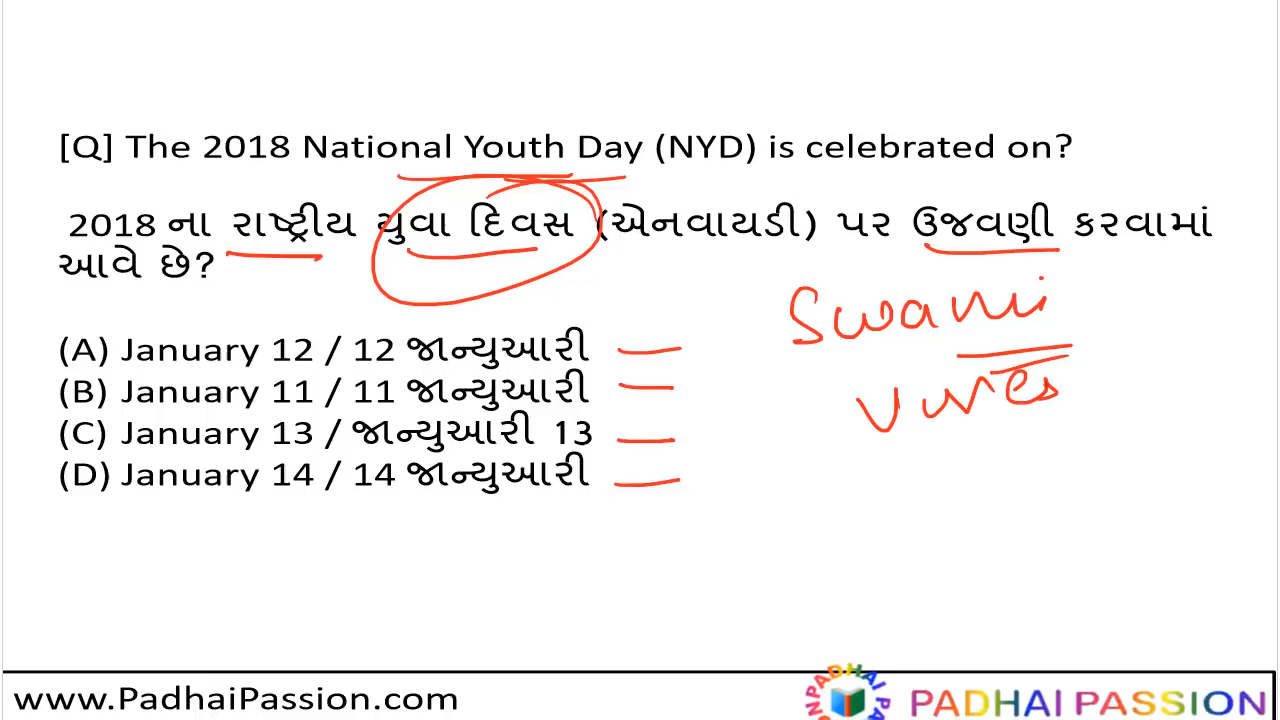 [Q] The 2018 National Youth Day (NYD) is celebrated on?
2018 ના રાષ્ટ્રીય યુવા દિવસ (એનવાયડી) પર ઉજવણી કરવામાં
આવે છે?
Swami
(A) January 12 / 12 જાન્યુઆરી
(B) January 11 / 11 જાન્યુઆરી
(C) January 13 / જાન્યુઆરી 13
(D) January 14 / 14 જાન્યુઆરી
www.PadhaiPassion.com
PADHAI PASSION